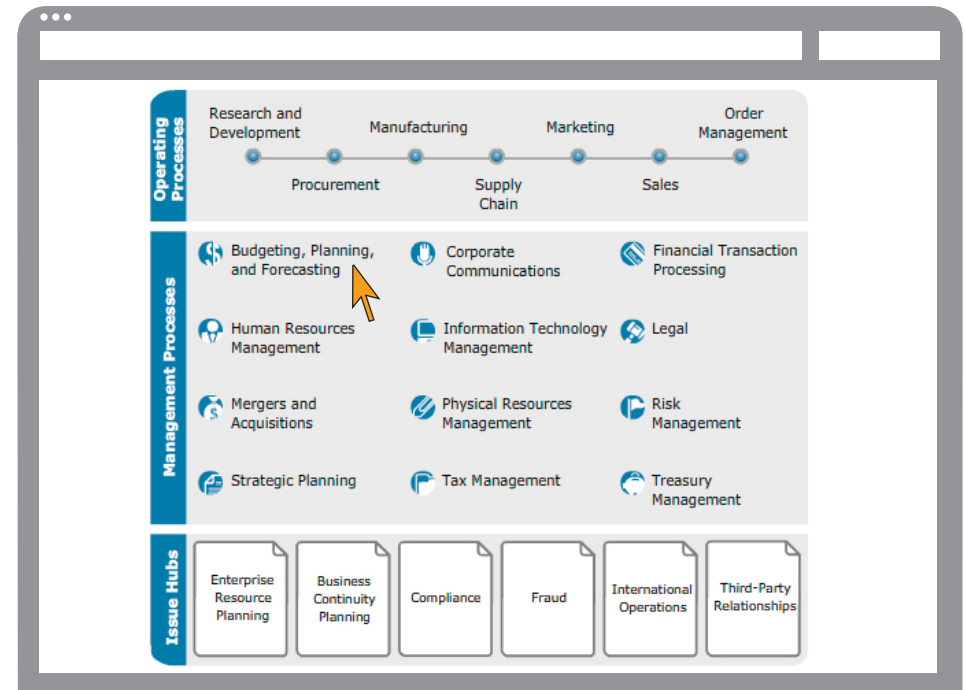 Operating
Processes
Research and
Development
Procurement
Manufacturing
Supply
Chain
Marketing
Sales
Order
Management
Management Processes
Budgeting, Planning,
and Forecasting
Corporate
Communications
Financial Transaction
Processing
Human Resources
Management
Information Technology
Management
Legal
Mergers and
Acquisitions
Physical Resources
Management
Risk
Management
Strategic Planning
Tax Management
Treasury
Management
Issue Hubs
Enterprise
Resource
Planning
Business
Continuity
Planning
Compliance
Fraud
International
Operations
Third-Party
Relationships